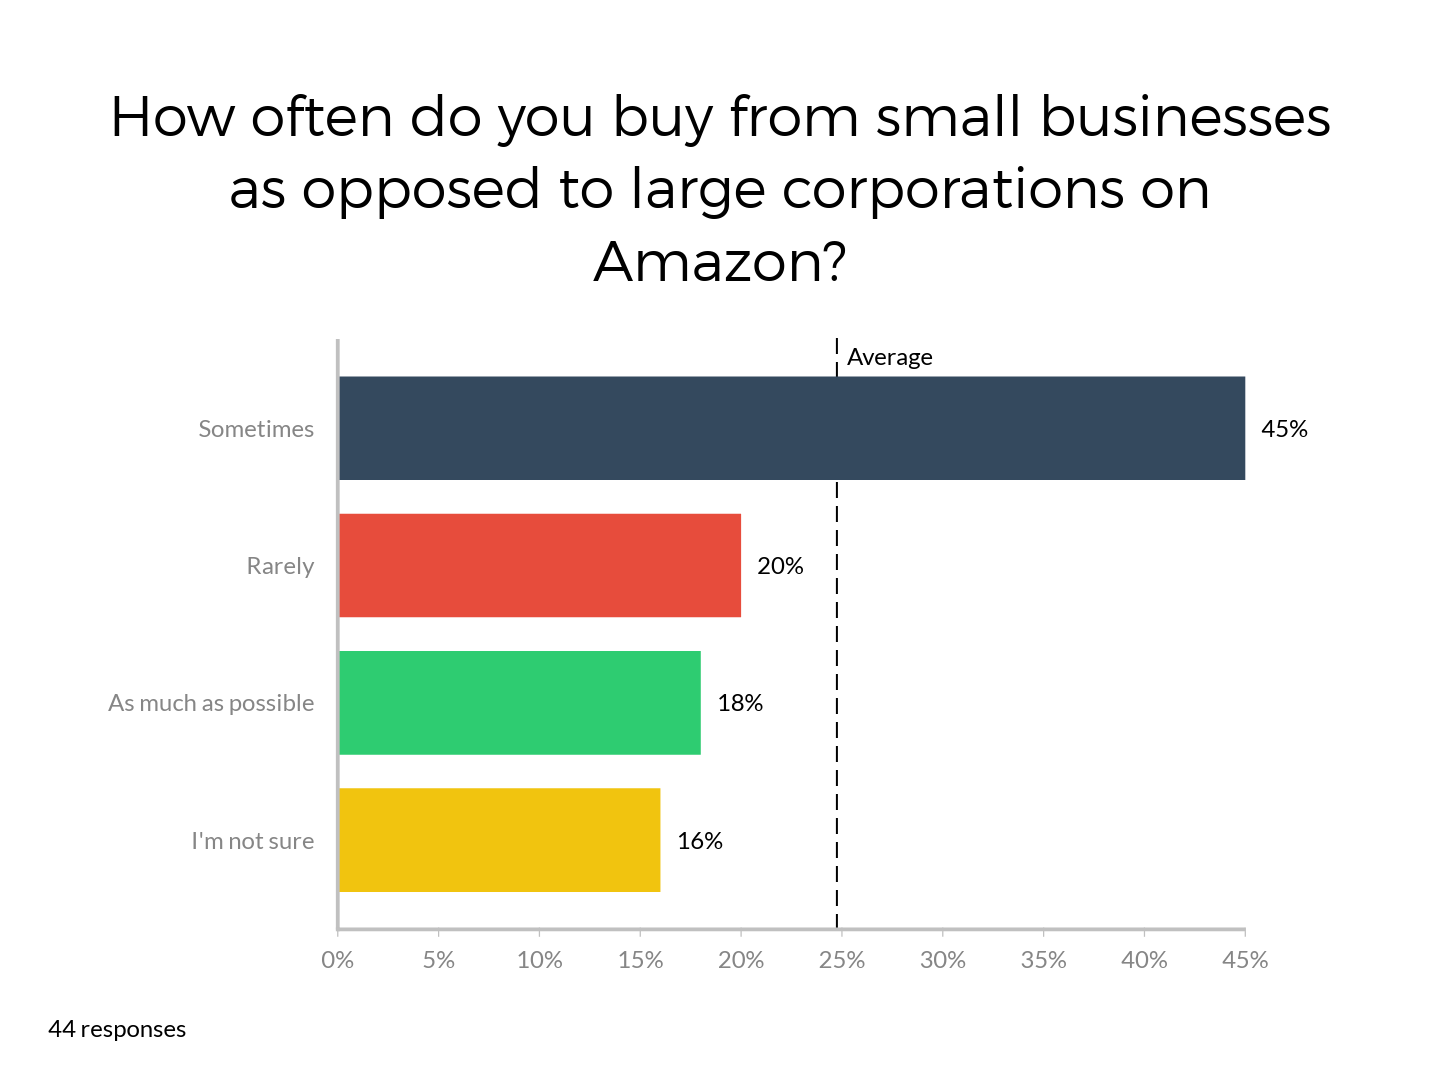 How often do you buy from small businesses
as opposed to large corporations on
Amazon?
Average
Sometimes
45%
Rarely
20%
As much as possible
18%
I'm not sure
16%
0% 5% 10% 15% 20% 25% 30% 35% 40% 45%
44 responses